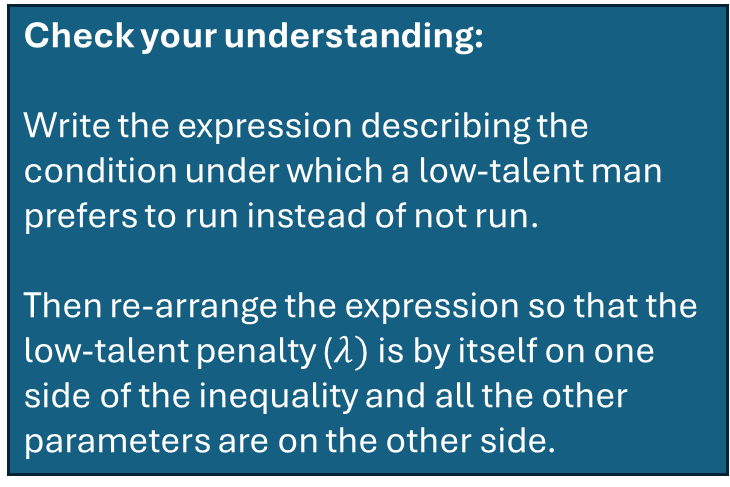 Check your understanding:
Write the expression describing the
condition under which a low-talent man
prefers to run instead of not run.
Then re-arrange the expression so that the
low-talent penalty (λ) is by itself on one
side of the inequality and all the other
parameters are on the other side.